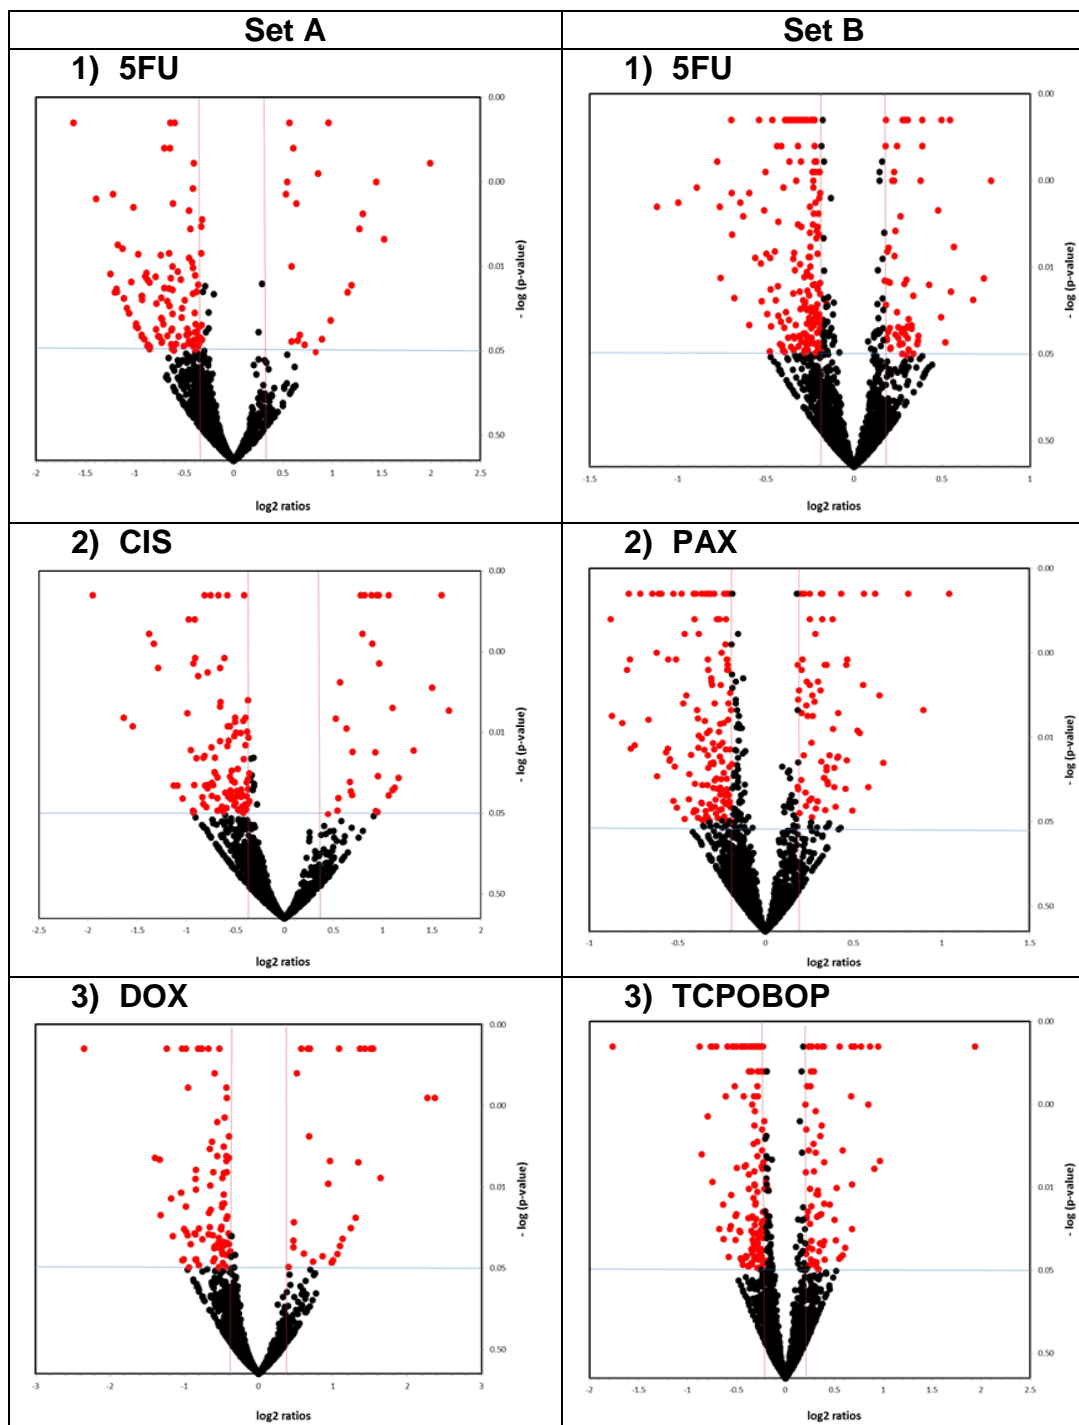 Set A
Set B
1) 5FU
0.00
0.00
0.01
0.05
0.50
- log (p-value)
-2 -1.5 -1 -0.5 0 0.5 1 1.5 2 2.5
log2 ratios
1) 5FU
0.00
0.00
0.01
0.05
0.50
- log (p-value)
-1.5 -1 -0.5 0 0.5 1
log2 ratios
2) CIS
0.00
0.00
0.01
0.05
0.50
- log (p-value)
-2.5 -2 -1.5 -1 -0.5 0 0.5 1 1.5 2
log2 ratios
2) PAX
0.00
0.00
0.01
0.05
0.50
- log (p-value)
-1 -0.5 0 0.5 1 1.5
log2 ratios
3) DOX
0.00
0.00
0.01
0.05
0.50
- log (p-value)
-3 -2 -1 0 1 2 3
log2 ratios
3) TCPOBOP
0.00
0.00
0.01
0.05
0.50
- log (p-value)
-2 -1.5 -1 -0.5 0 0.5 1 1.5 2 2.5
log2 ratios